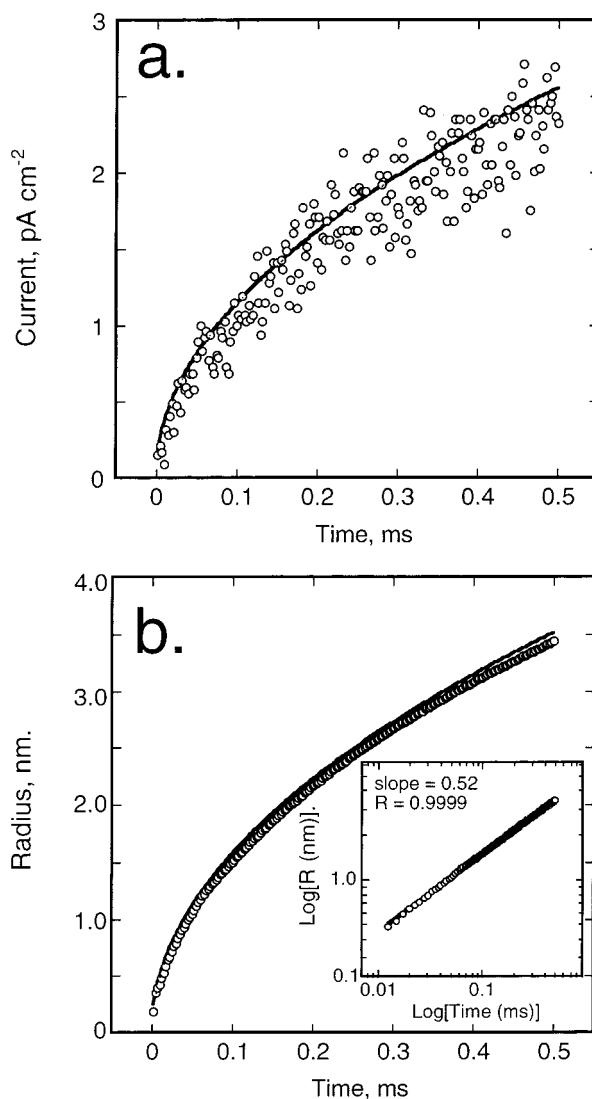 a.
3
2
1
0
Current, pA cm-2
0
0.1
0.2
0.3
0.4
0.5
Time, ms
b.
4.0
3.0
2.0
1.0
0
Radius, nm.
slope = 0.52
R = 0.9999
Log[R (nm)].
1.0
0.1
0.01
0.1
Log[Time (ms)]
0
0.1
0.2
0.3
0.4
0.5
Time, ms